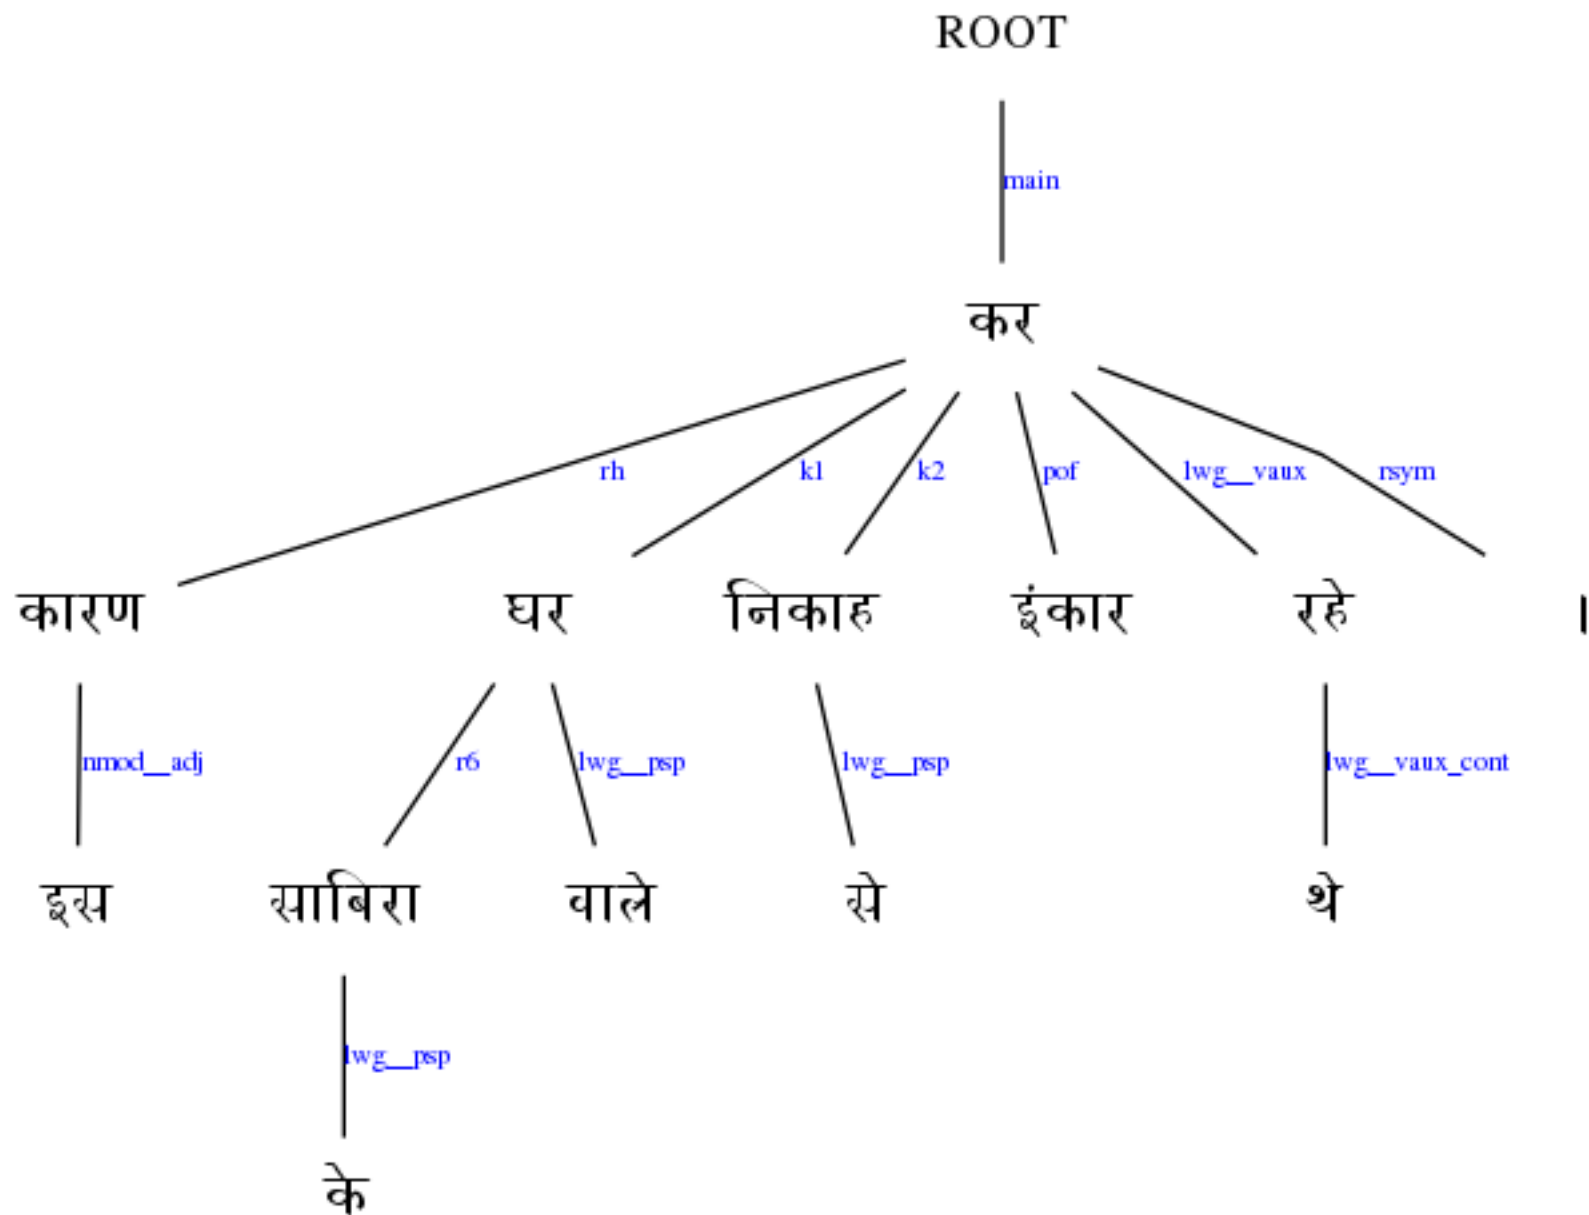 ROOT
main
कर
rh k1 k2 pof lwg__vaux rsym
कारण घर निकाह इंकार रहे ।
nmod__adj r6 lwg__psp lwg__psp lwg__vaux_cont
इस साबिरा वाले से थे
lwg__psp
के